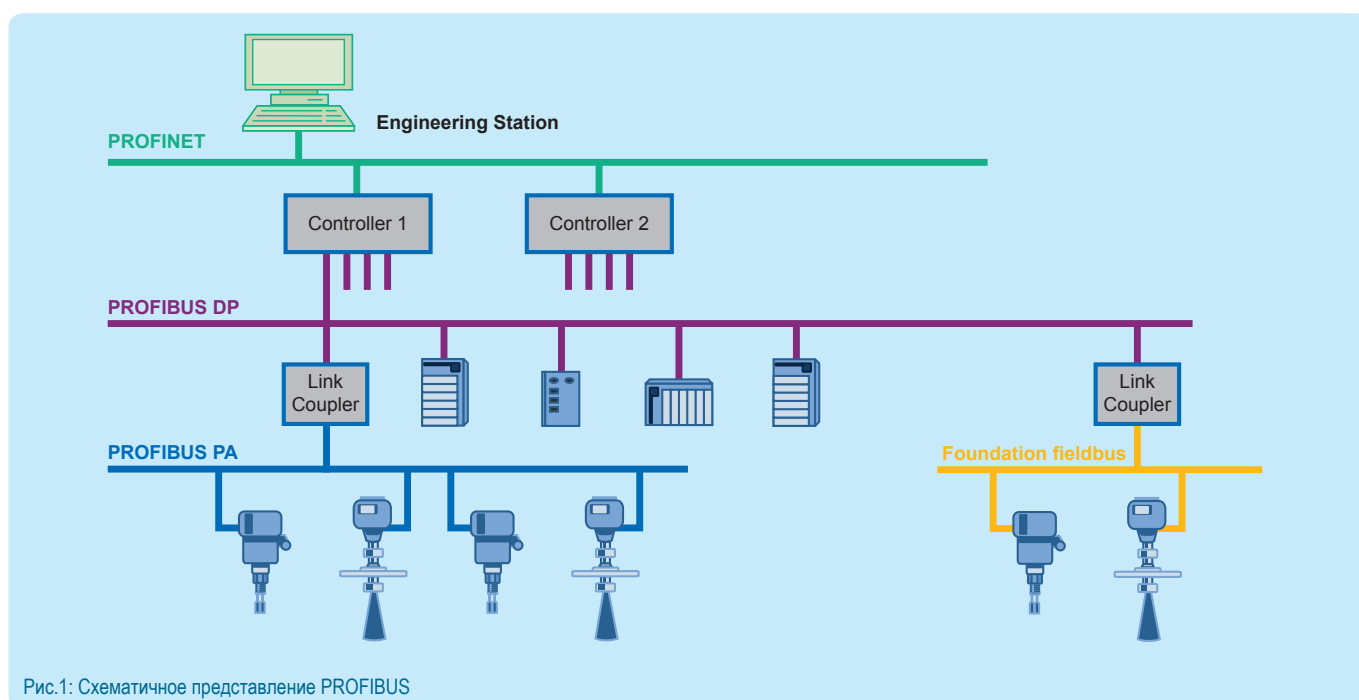 Engineering Station
PROFINET
Controller 1
Controller 2
PROFIBUS DP
Link
Coupler
Link
Coupler
PROFIBUS PA
Foundation fieldbus
Рис.1: Схематичное представление PROFIBUS